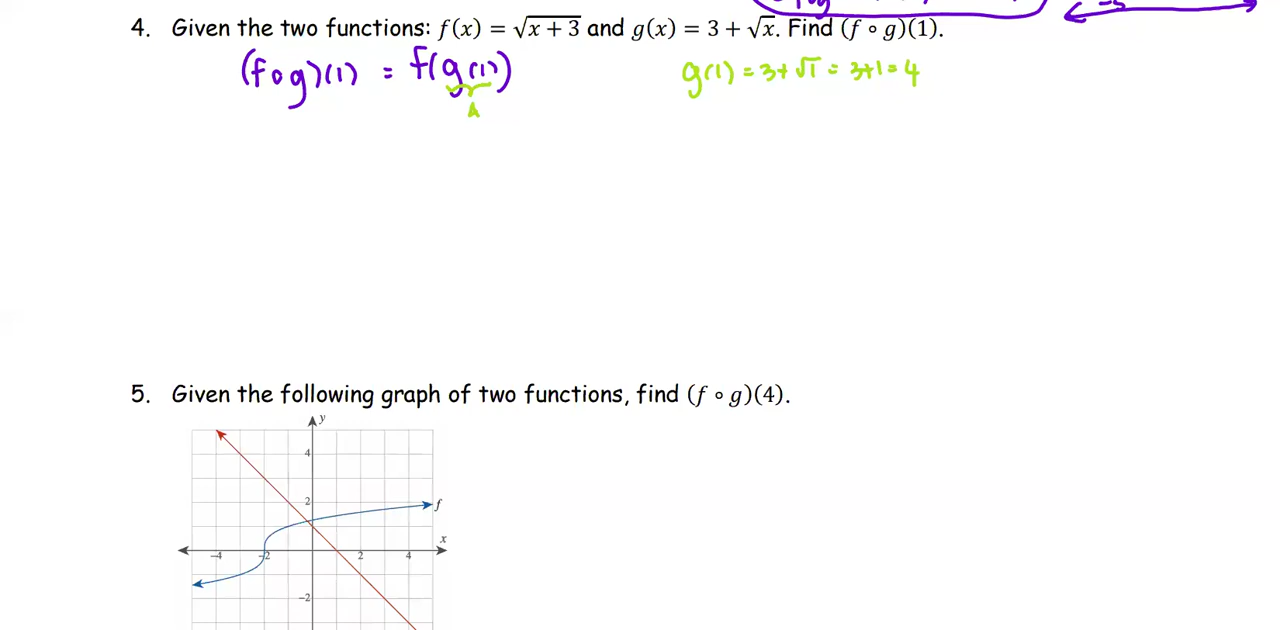 4. Given the two functions: f(x) = √(x + 3) and g(x) = 3 + √x. Find (f ∘ g)(1).
(f∘g)(1) = f(g(1))
g(1) = 3+ √1 = 3+1 = 4
5. Given the following graph of two functions, find (f ∘ g)(4).
y
4
2
f
x
−4 −2 2 4
−2